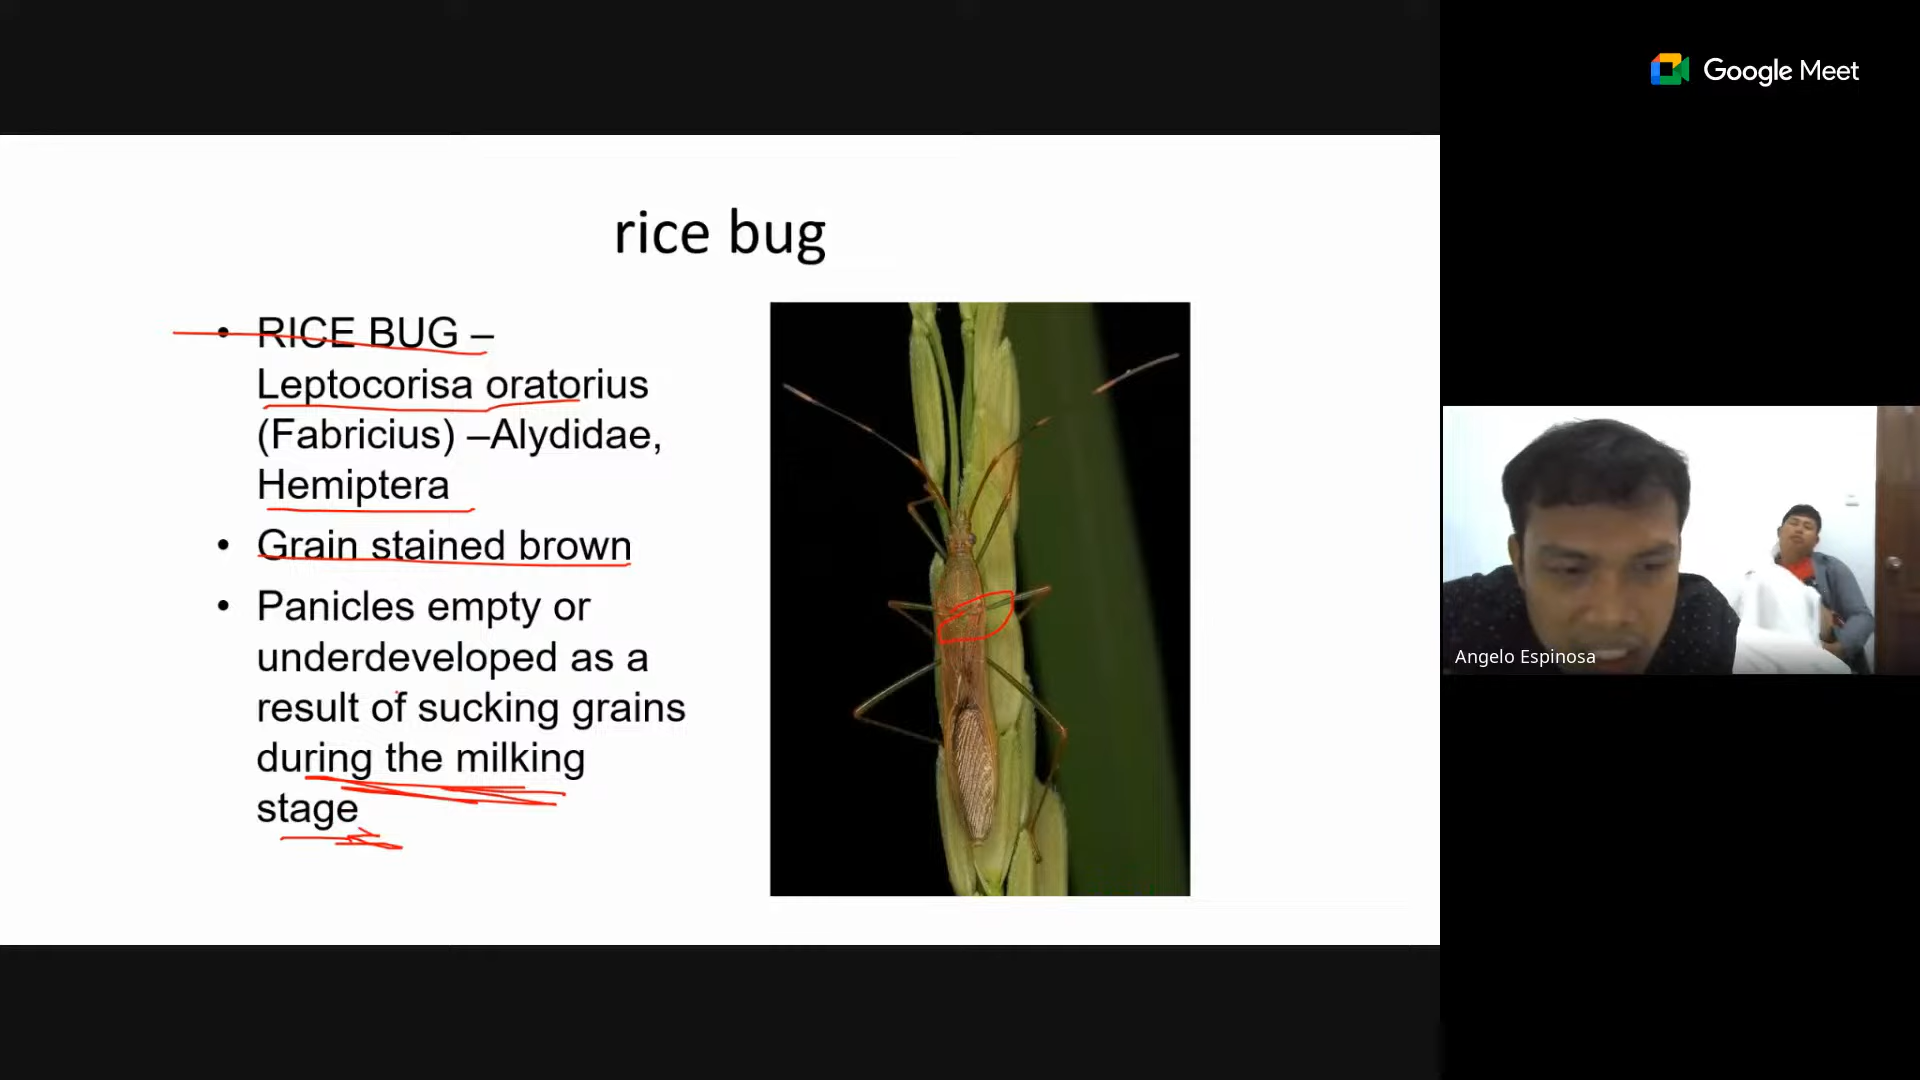 Google Meet
rice bug
• RICE BUG –
Leptocorisa oratorius
(Fabricius) –Alydidae,
Hemiptera
• Grain stained brown
• Panicles empty or
underdeveloped as a
result of sucking grains
during the milking
stage
Angelo Espinosa